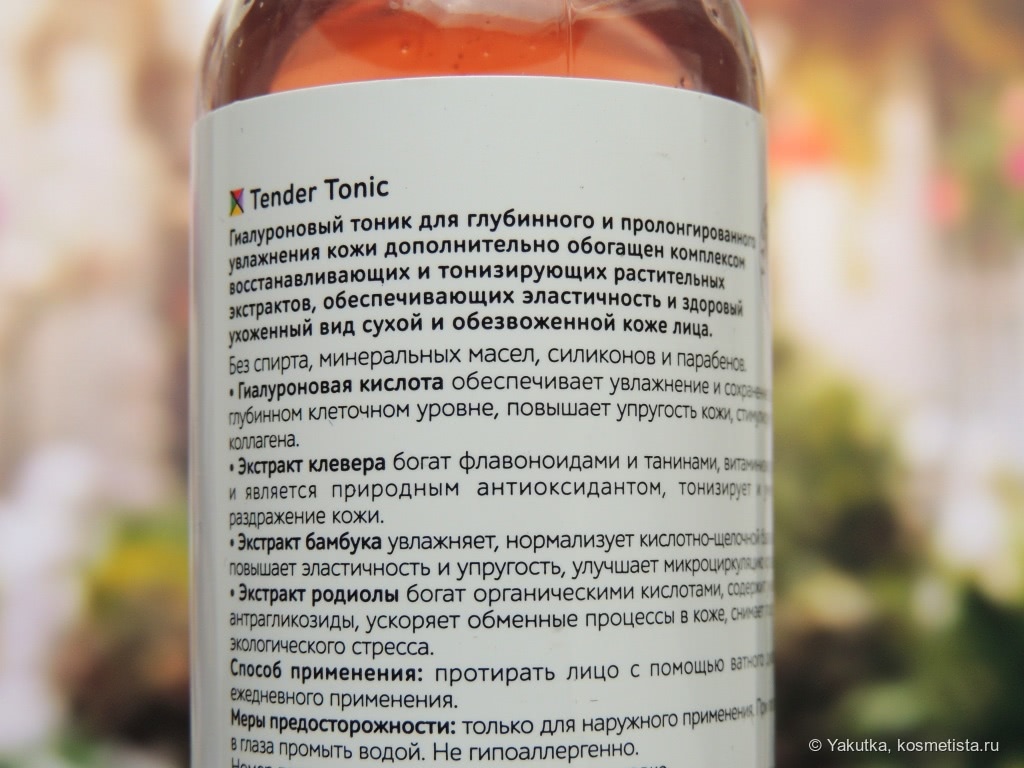 Tender Tonic
Гиалуроновый тоник для глубинного и пролонгированного
увлажнения кожи дополнительно обогащен комплексом
восстанавливающих и тонизирующих растительных
экстрактов, обеспечивающих эластичность и здоровый
ухоженный вид сухой и обезвоженной коже лица.
Без спирта, минеральных масел, силиконов и парабенов.
• Гиалуроновая кислота обеспечивает увлажнение и
глубинном клеточном уровне, повышает упругость кожи,
коллагена.
• Экстракт клевера богат флавоноидами и танинами,
и является природным антиоксидантом, тонизирует и
раздражение кожи.
• Экстракт бамбука увлажняет, нормализует кислотно-щелочной
повышает эластичность и упругость, улучшает микроциркуляцию
• Экстракт родиолы богат органическими кислотами,
антрагликозиды, ускоряет обменные процессы в коже, снимает
экологического стресса.
Способ применения: протирать лицо с помощью ватного
ежедневного применения.
Меры предосторожности: только для наружного применения. При
в глаза промыть водой. Не гипоаллергенно.
© Yakutka, kosmetista.ru